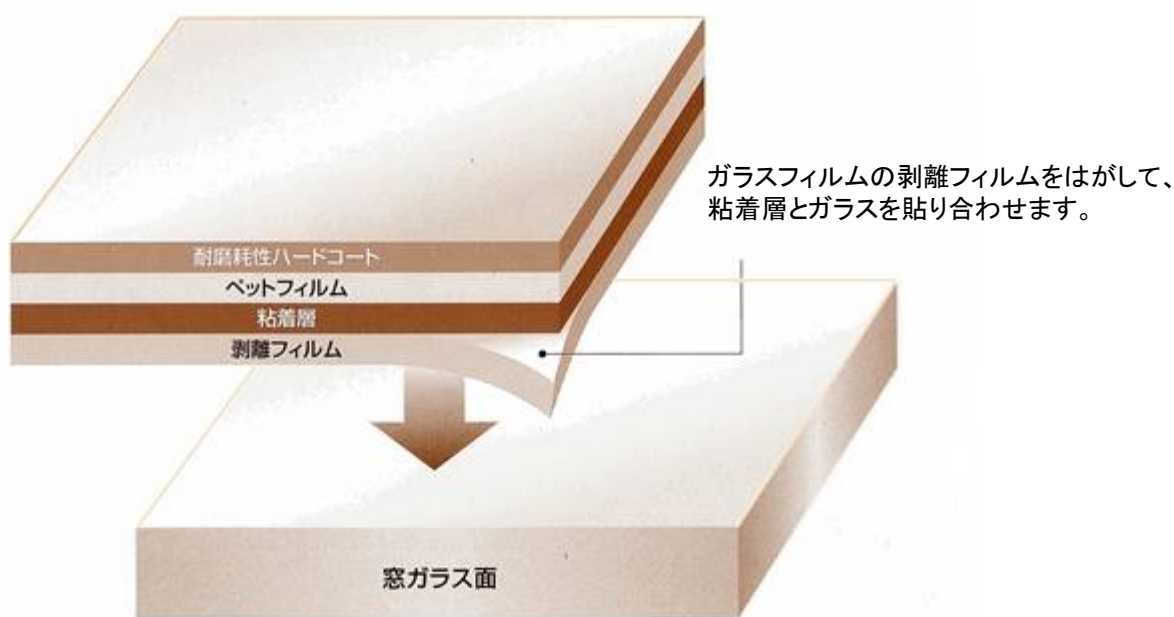 ガラスフィルムの剥離フィルムをはがして、
粘着層とガラスを貼り合わせます。
耐磨耗性ハードコート
ペットフィルム
粘着層
剥離フィルム
窓ガラス面